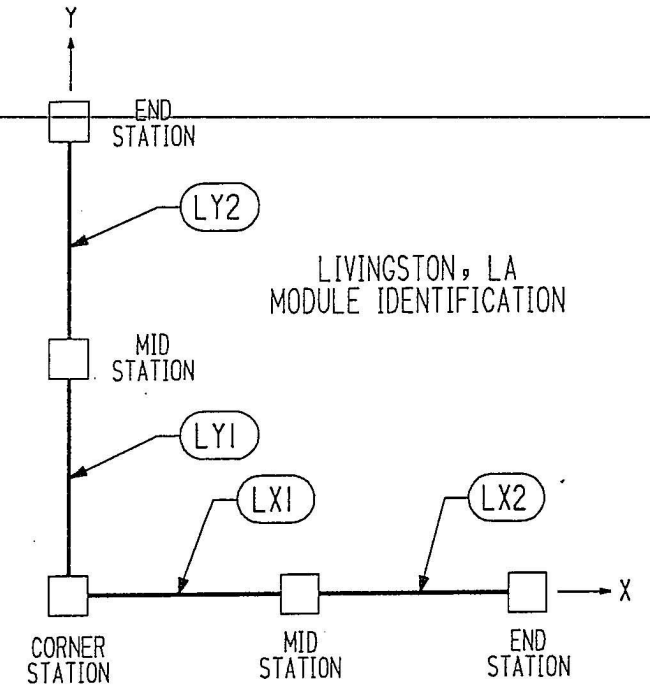 Y
END
STATION
LY2
LIVINGSTON, LA
MODULE IDENTIFICATION
MID
STATION
LY1
LX1
LX2
X
CORNER
STATION
MID
STATION
END
STATION